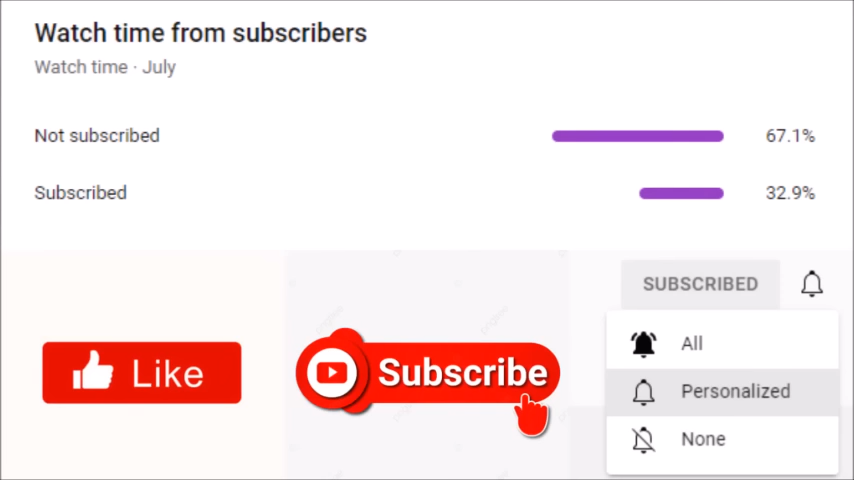 Watch time from subscribers
Watch time · July
Not subscribed 67.1%
Subscribed 32.9%
SUBSCRIBED
Like
Subscribe
All
Personalized
None